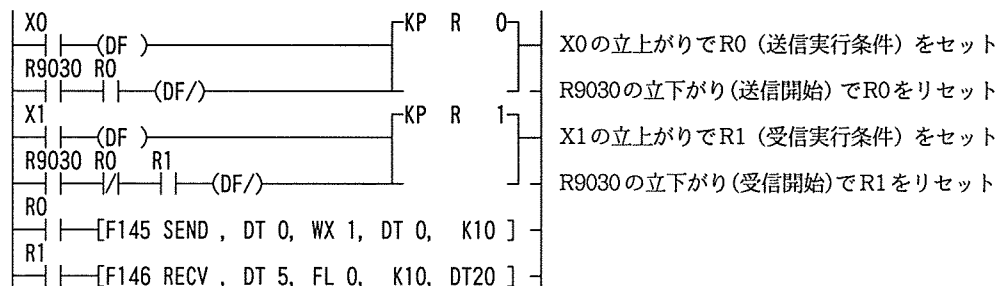 X0
(DF )
KP R 0
X0の立上がりでR0（送信実行条件）をセット
R9030 R0
(DF/)
R9030の立下がり(送信開始)でR0をリセット
X1
(DF )
KP R 1
X1の立上がりでR1（受信実行条件）をセット
R9030 R0 R1
(DF/)
R9030の立下がり(受信開始)でR1をリセット
R0
[F145 SEND , DT 0, WX 1, DT 0, K10 ]
R1
[F146 RECV , DT 5, FL 0, K10, DT20 ]